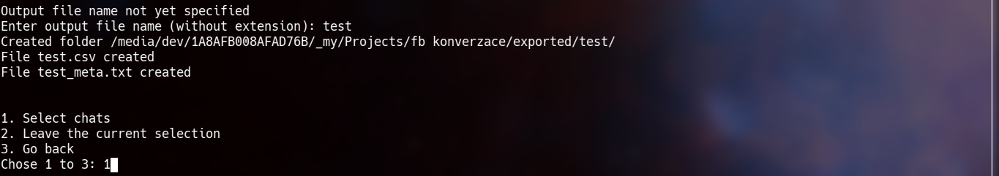 Output file name not yet specified
Enter output file name (without extension): test
Created folder /media/dev/1A8AFB008AFAD76B/_my/Projects/fb konverzace/exported/test/
File test.csv created
File test_meta.txt created
1. Select chats
2. Leave the current selection
3. Go back
Chose 1 to 3: 1